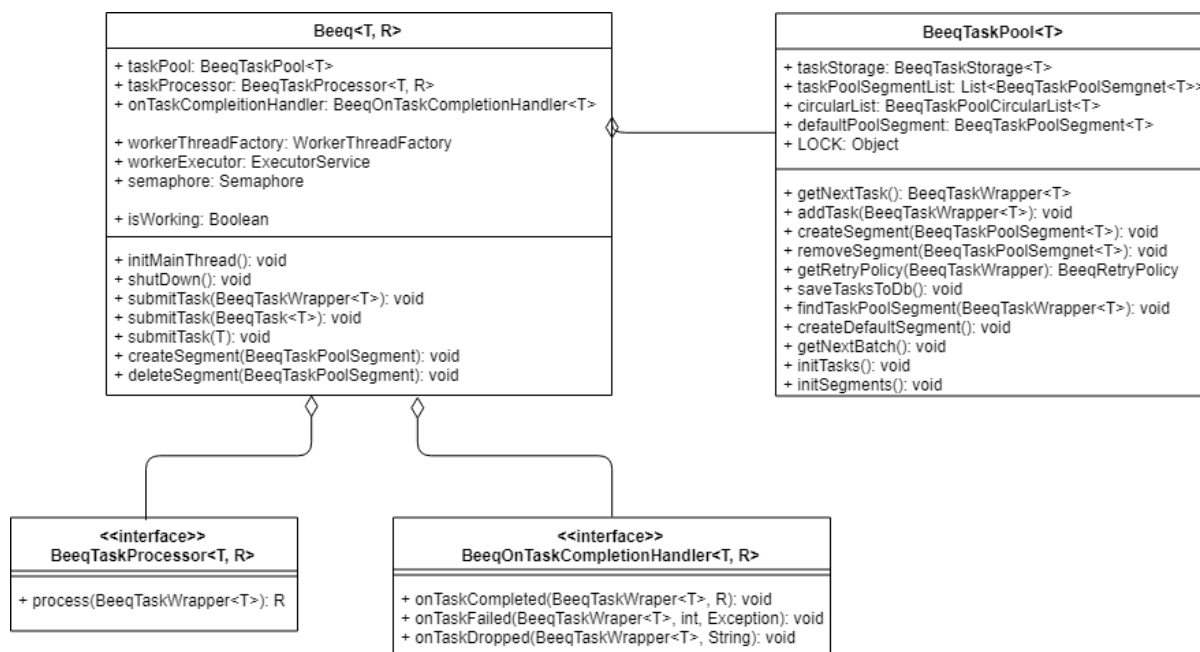 Beeq<T, R>
+ taskPool: BeeqTaskPool<T>
+ taskProcessor: BeeqTaskProcessor<T, R>
+ onTaskCompleitionHandler: BeeqOnTaskCompletionHandler<T>
+ workerThreadFactory: WorkerThreadFactory
+ workerExecutor: ExecutorService
+ semaphore: Semaphore
+ isWorking: Boolean
+ initMainThread(): void
+ shutDown(): void
+ submitTask(BeeqTaskWrapper<T>): void
+ submitTask(BeeqTask<T>): void
+ submitTask(T): void
+ createSegment(BeeqTaskPoolSegment): void
+ deleteSegment(BeeqTaskPoolSegment): void
BeeqTaskPool<T>
+ taskStorage: BeeqTaskStorage<T>
+ taskPoolSegmentList: List<BeeqTaskPoolSemgnet<T>>
+ circularList: BeeqTaskPoolCircularList<T>
+ defaultPoolSegment: BeeqTaskPoolSegment<T>
+ LOCK: Object
+ getNextTask(): BeeqTaskWrapper<T>
+ addTask(BeeqTaskWrapper<T>): void
+ createSegment(BeeqTaskPoolSegment<T>): void
+ removeSegment(BeeqTaskPoolSemgnet<T>): void
+ getRetryPolicy(BeeqTaskWrapper): BeeqRetryPolicy
+ saveTasksToDb(): void
+ findTaskPoolSegment(BeeqTaskWrapper<T>): void
+ createDefaultSegment(): void
+ getNextBatch(): void
+ initTasks(): void
+ initSegments(): void
<<interface>>
BeeqTaskProcessor<T, R>
+ process(BeeqTaskWrapper<T>): R
<<interface>>
BeeqOnTaskCompletionHandler<T, R>
+ onTaskCompleted(BeeqTaskWraper<T>, R): void
+ onTaskFailed(BeeqTaskWraper<T>, int, Exception): void
+ onTaskDropped(BeeqTaskWrapper<T>, String): void